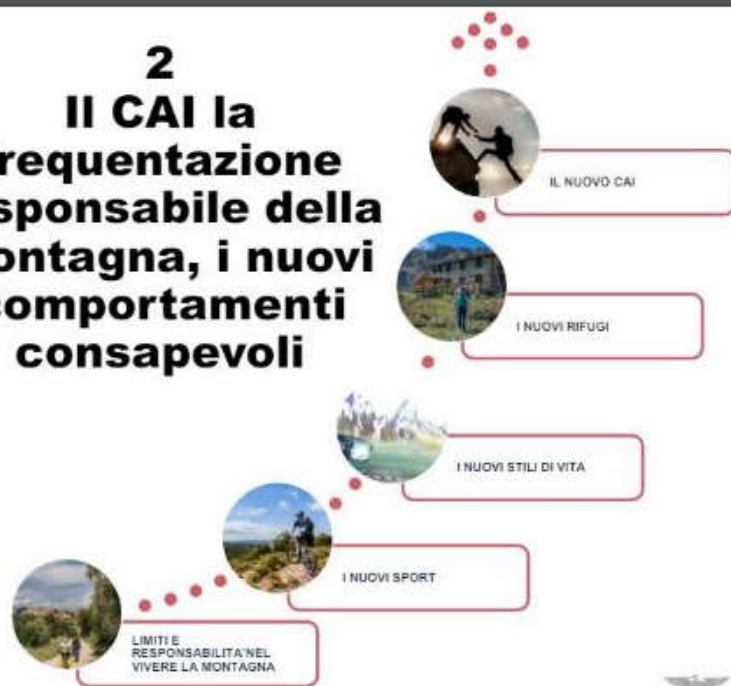 2
Il CAI la
requentazione
sponsabile della
ontagna, i nuovi
comportamenti
consapevoli
IL NUOVO CAI
I NUOVI RIFUGI
I NUOVI STILI DI VITA
I NUOVI SPORT
LIMITI E
RESPONSABILITA'NEL
VIVERE LA MONTAGNA